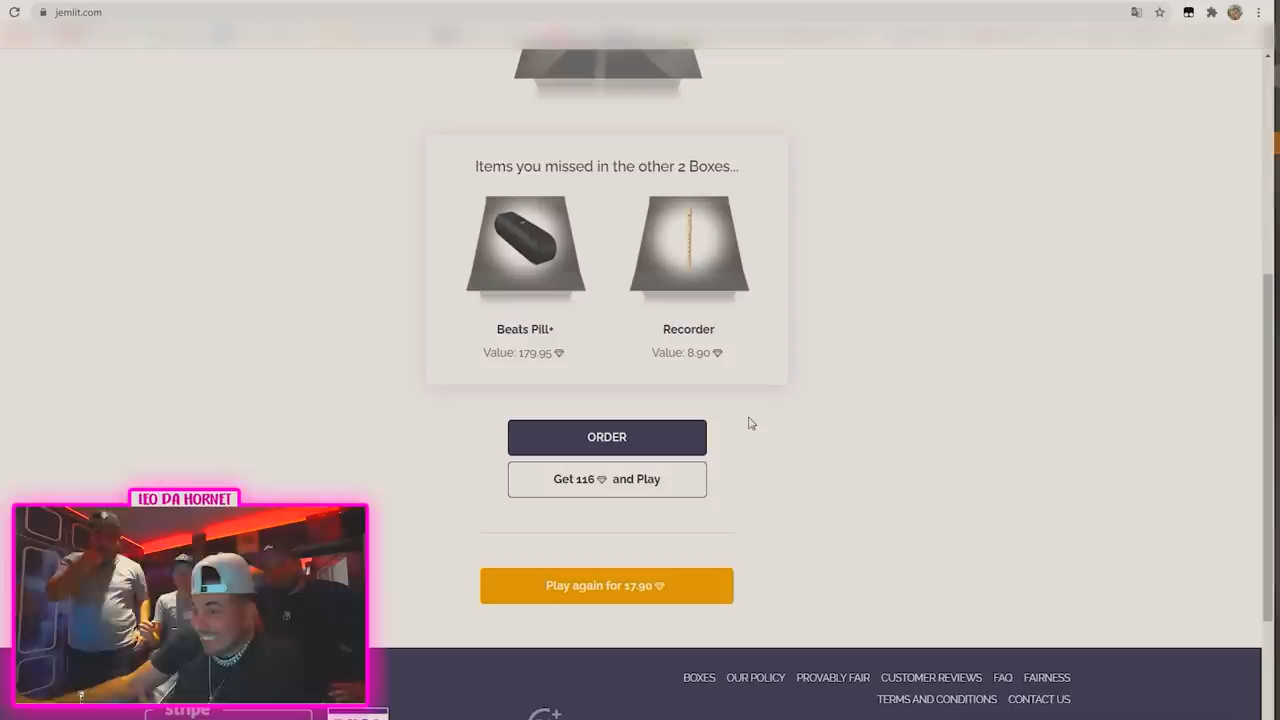 jemlit.com
Items you missed in the other 2 Boxes...
Beats Pill+
Recorder
Value: 179.95
Value: 8.90
ORDER
Get 116 and Play
Play again for 17.90
LEO DA HORNET
BOXES OUR POLICY PROVABLY FAIR CUSTOMER REVIEWS FAQ FAIRNESS
TERMS AND CONDITIONS CONTACT US
stripe